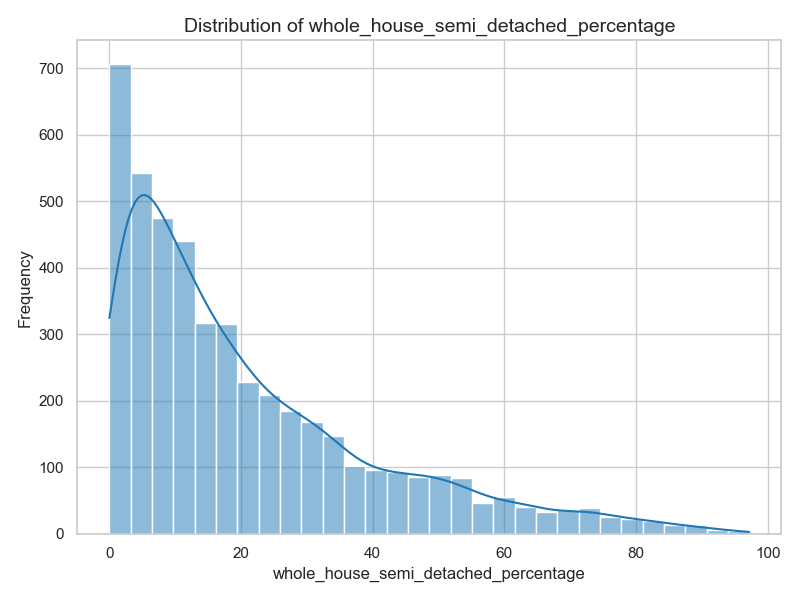 Distribution of whole_house_semi_detached_percentage
700
600
500
400
300
200
100
0
Frequency
0 20 40 60 80 100
whole_house_semi_detached_percentage